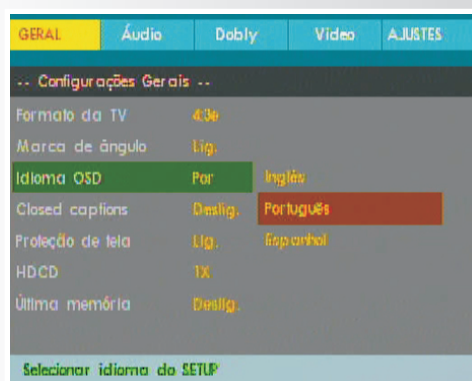 GERAL Áudio Dobly Video AJUSTES
-- Configurações Gerais --
Formato da TV 4:3e
Marca de ângulo Lig.
Idioma OSD Por Inglês
Closed captions Deslig. Português
Proteção de tela Lig. Espanhol
HDCD 1X
Última memória Deslig.
Selecionar idioma do SETUP